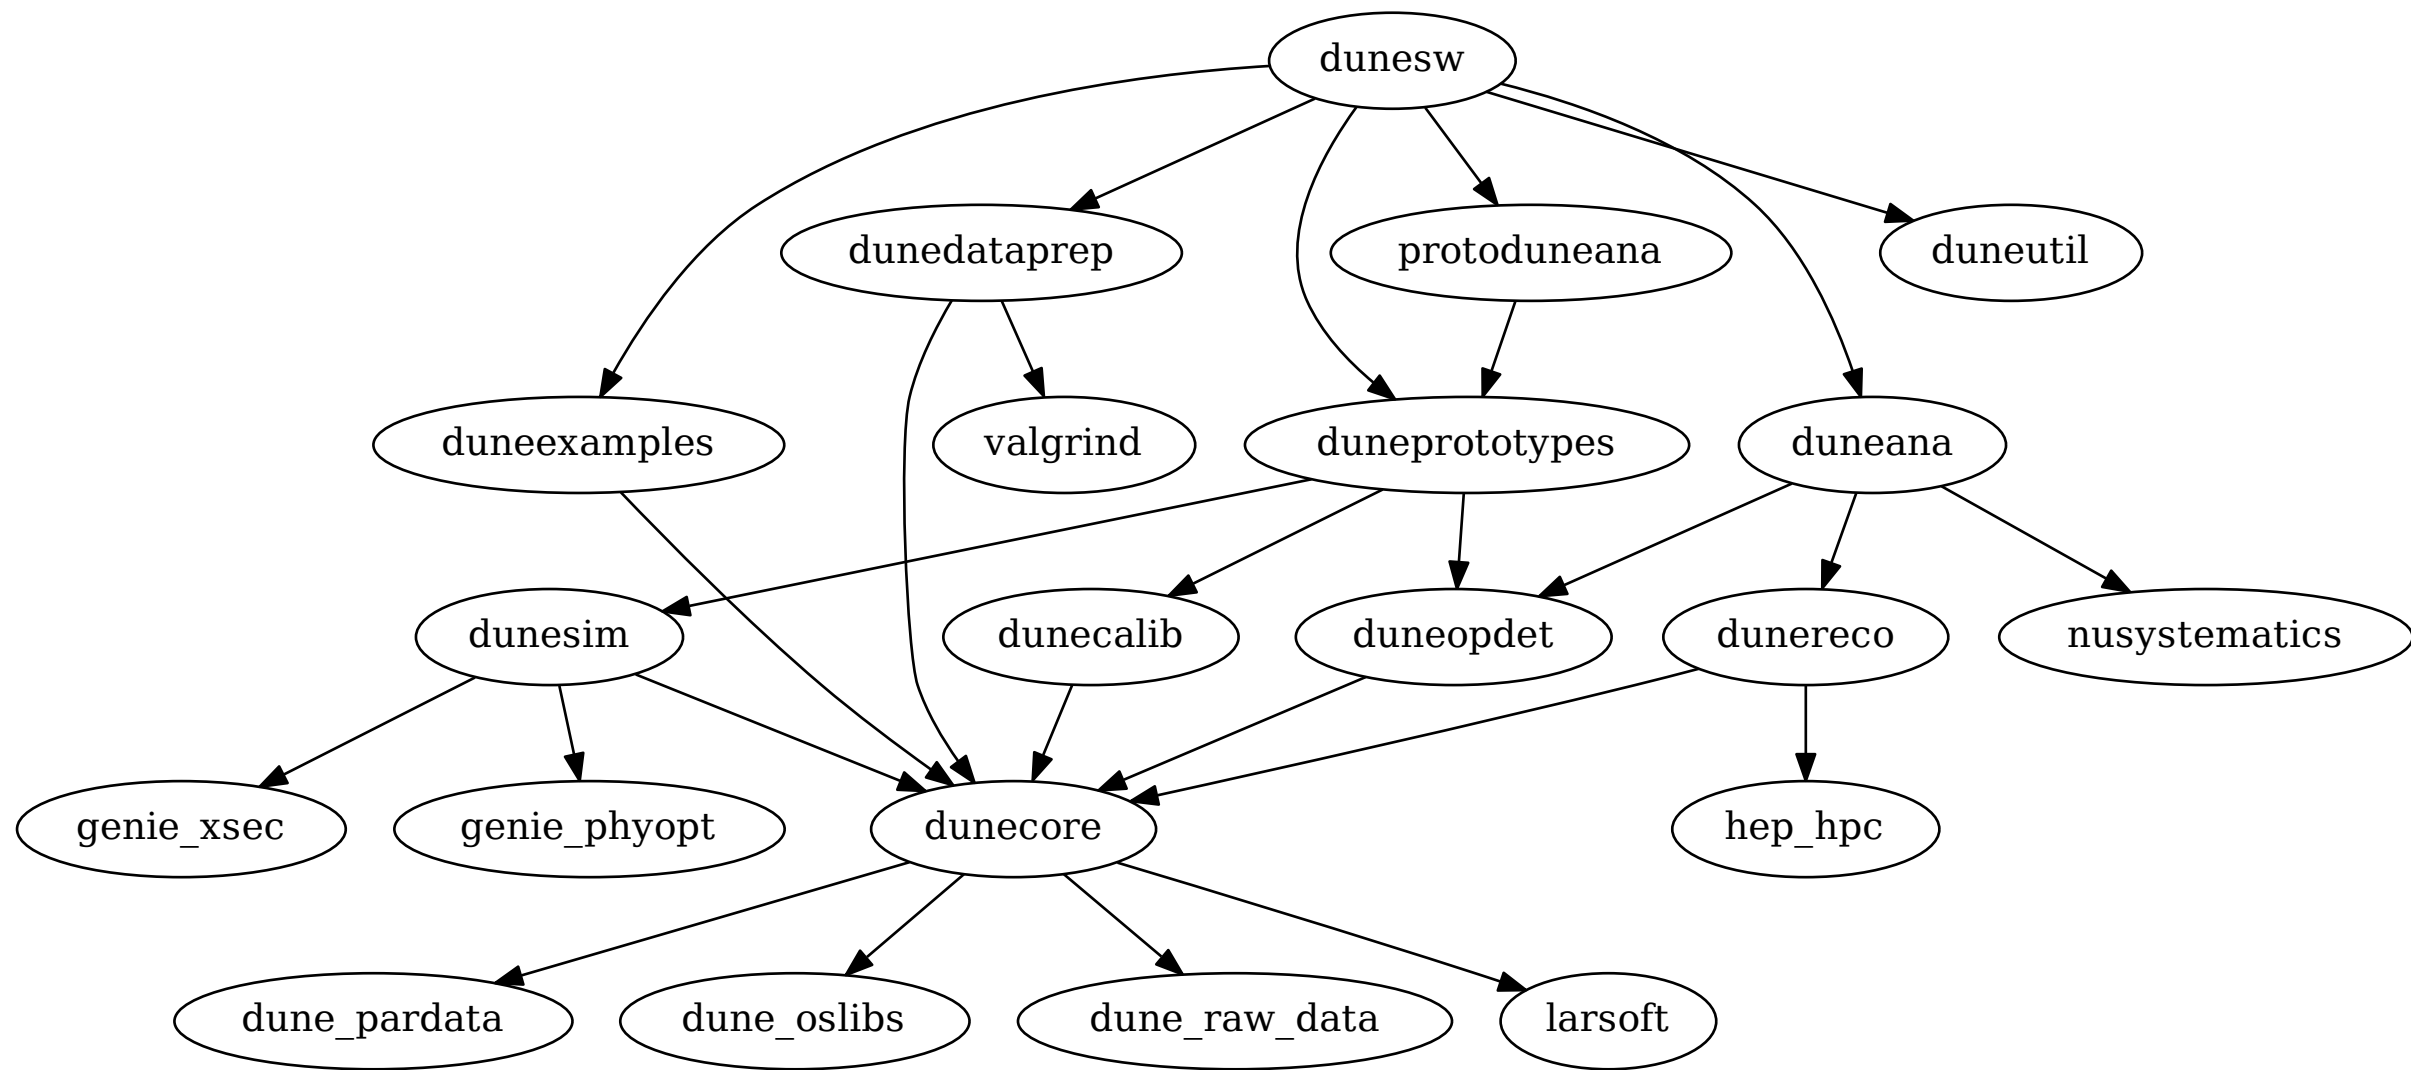 dunesw
dunedataprep
protoduneana
duneutil
duneexamples
valgrind
duneprototypes
duneana
dunesim
dunecalib
duneopdet
dunereco
nusystematics
genie_xsec
genie_phyopt
dunecore
hep_hpc
dune_pardata
dune_oslibs
dune_raw_data
larsoft